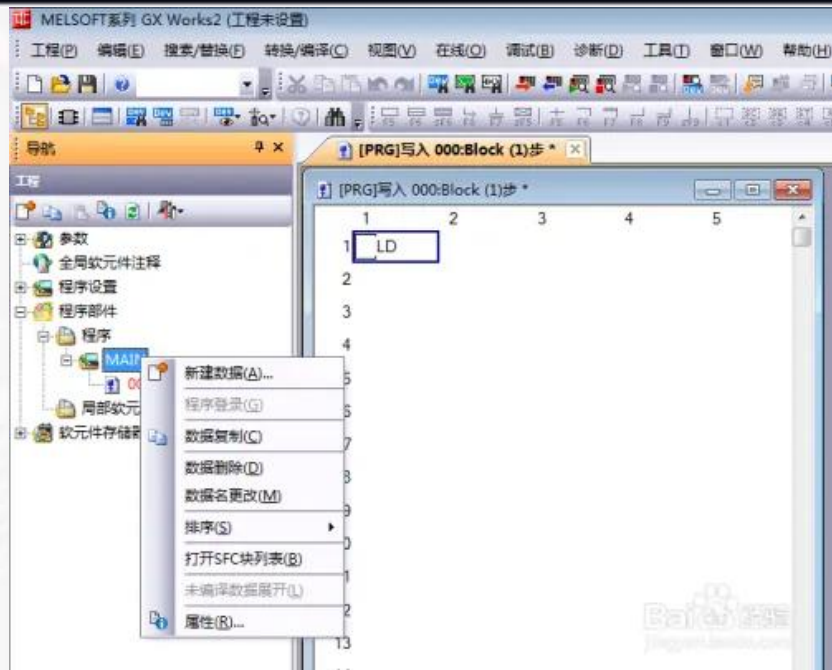 MELSOFT系列 GX Works2 (工程未设置)
工程(P) 编辑(E) 搜索/替换(F) 转换/编译(C) 视图(V) 在线(O) 调试(B) 诊断(D) 工具(T) 窗口(W) 帮助(H)
导航
[PRG]写入 000:Block (1)步 *
工程
[PRG]写入 000:Block (1)步 *
1 2 3 4 5
参数
1 LD
全局软元件注释
2
程序设置
程序部件
3
程序
4
MAIN
新建数据(A)...
5
程序登录(G)
局部软元
数据复制(C)
软元件存储器
数据删除(D)
数据名更改(M)
排序(S)
打开SFC块列表(B)
未编译数据展开(L)
属性(R)...
13
Baidu 经验
jingyan.baidu.com